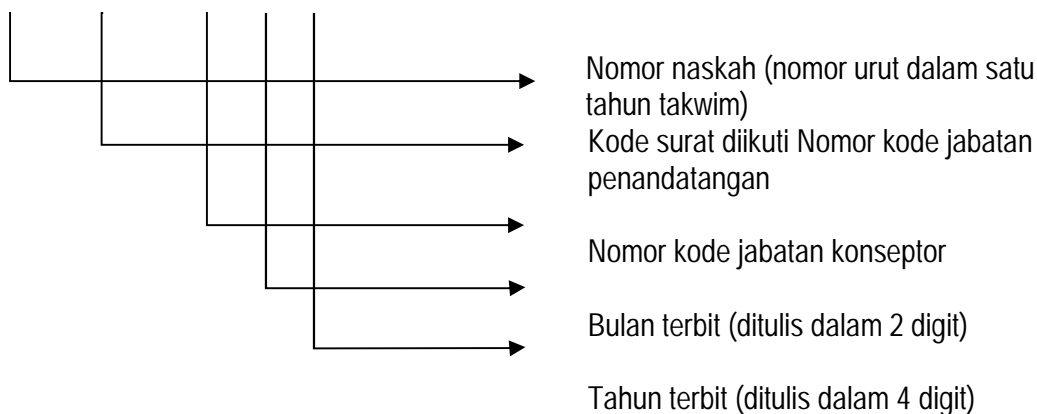 Nomor naskah (nomor urut dalam satu
tahun takwim)
Kode surat diikuti Nomor kode jabatan
penandatangan
Nomor kode jabatan konseptor
Bulan terbit (ditulis dalam 2 digit)
Tahun terbit (ditulis dalam 4 digit)